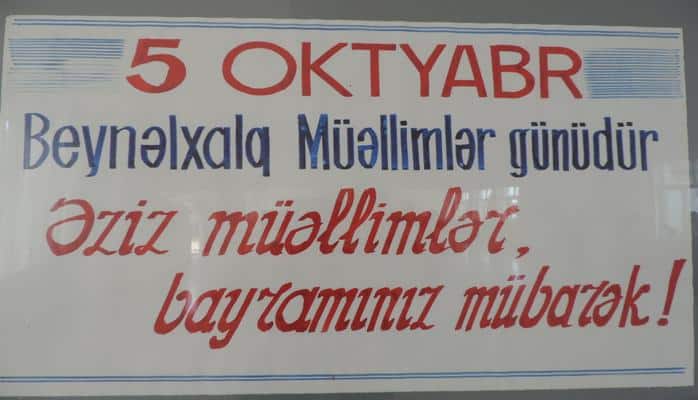 5 OKTYABR
Beynəlxalq Müəllimlər günüdür
Əziz müəllimlər,
bayramınız mübarək!